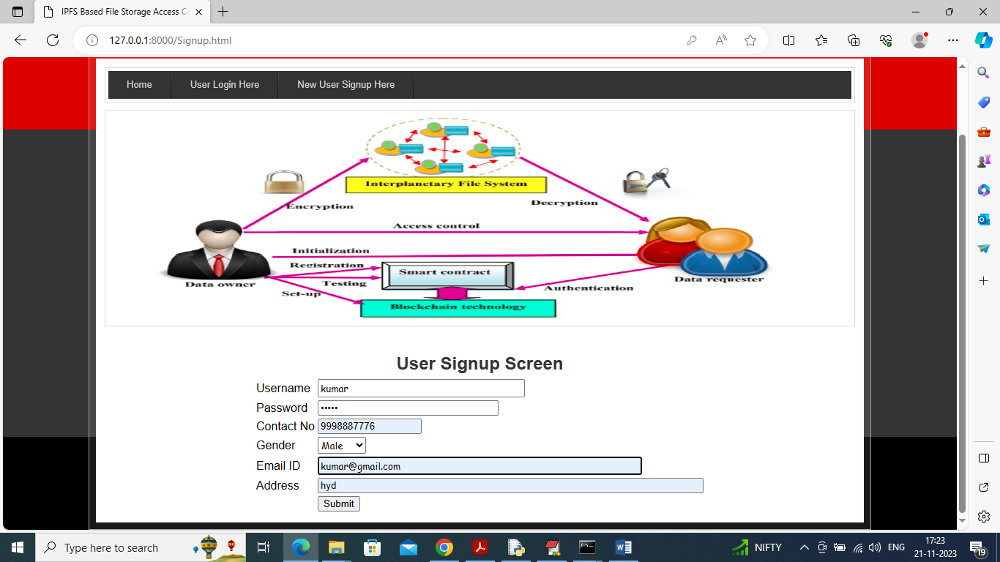 IPFS Based File Storage Access C
127.0.0.1:8000/Signup.html
Home
User Login Here
New User Signup Here
Interplanetary File System
Encryption
Decryption
Access control
Initialization
Registration
Smart contract
Data owner
Testing
Data requester
Authentication
Set-up
Blockchain technology
User Signup Screen
Username kumar
Password •••••
Contact No 9998887776
Gender Male
Email ID kumar@gmail.com
Address hyd
Submit
Type here to search
NIFTY
ENG
17:23
21-11-2023
19